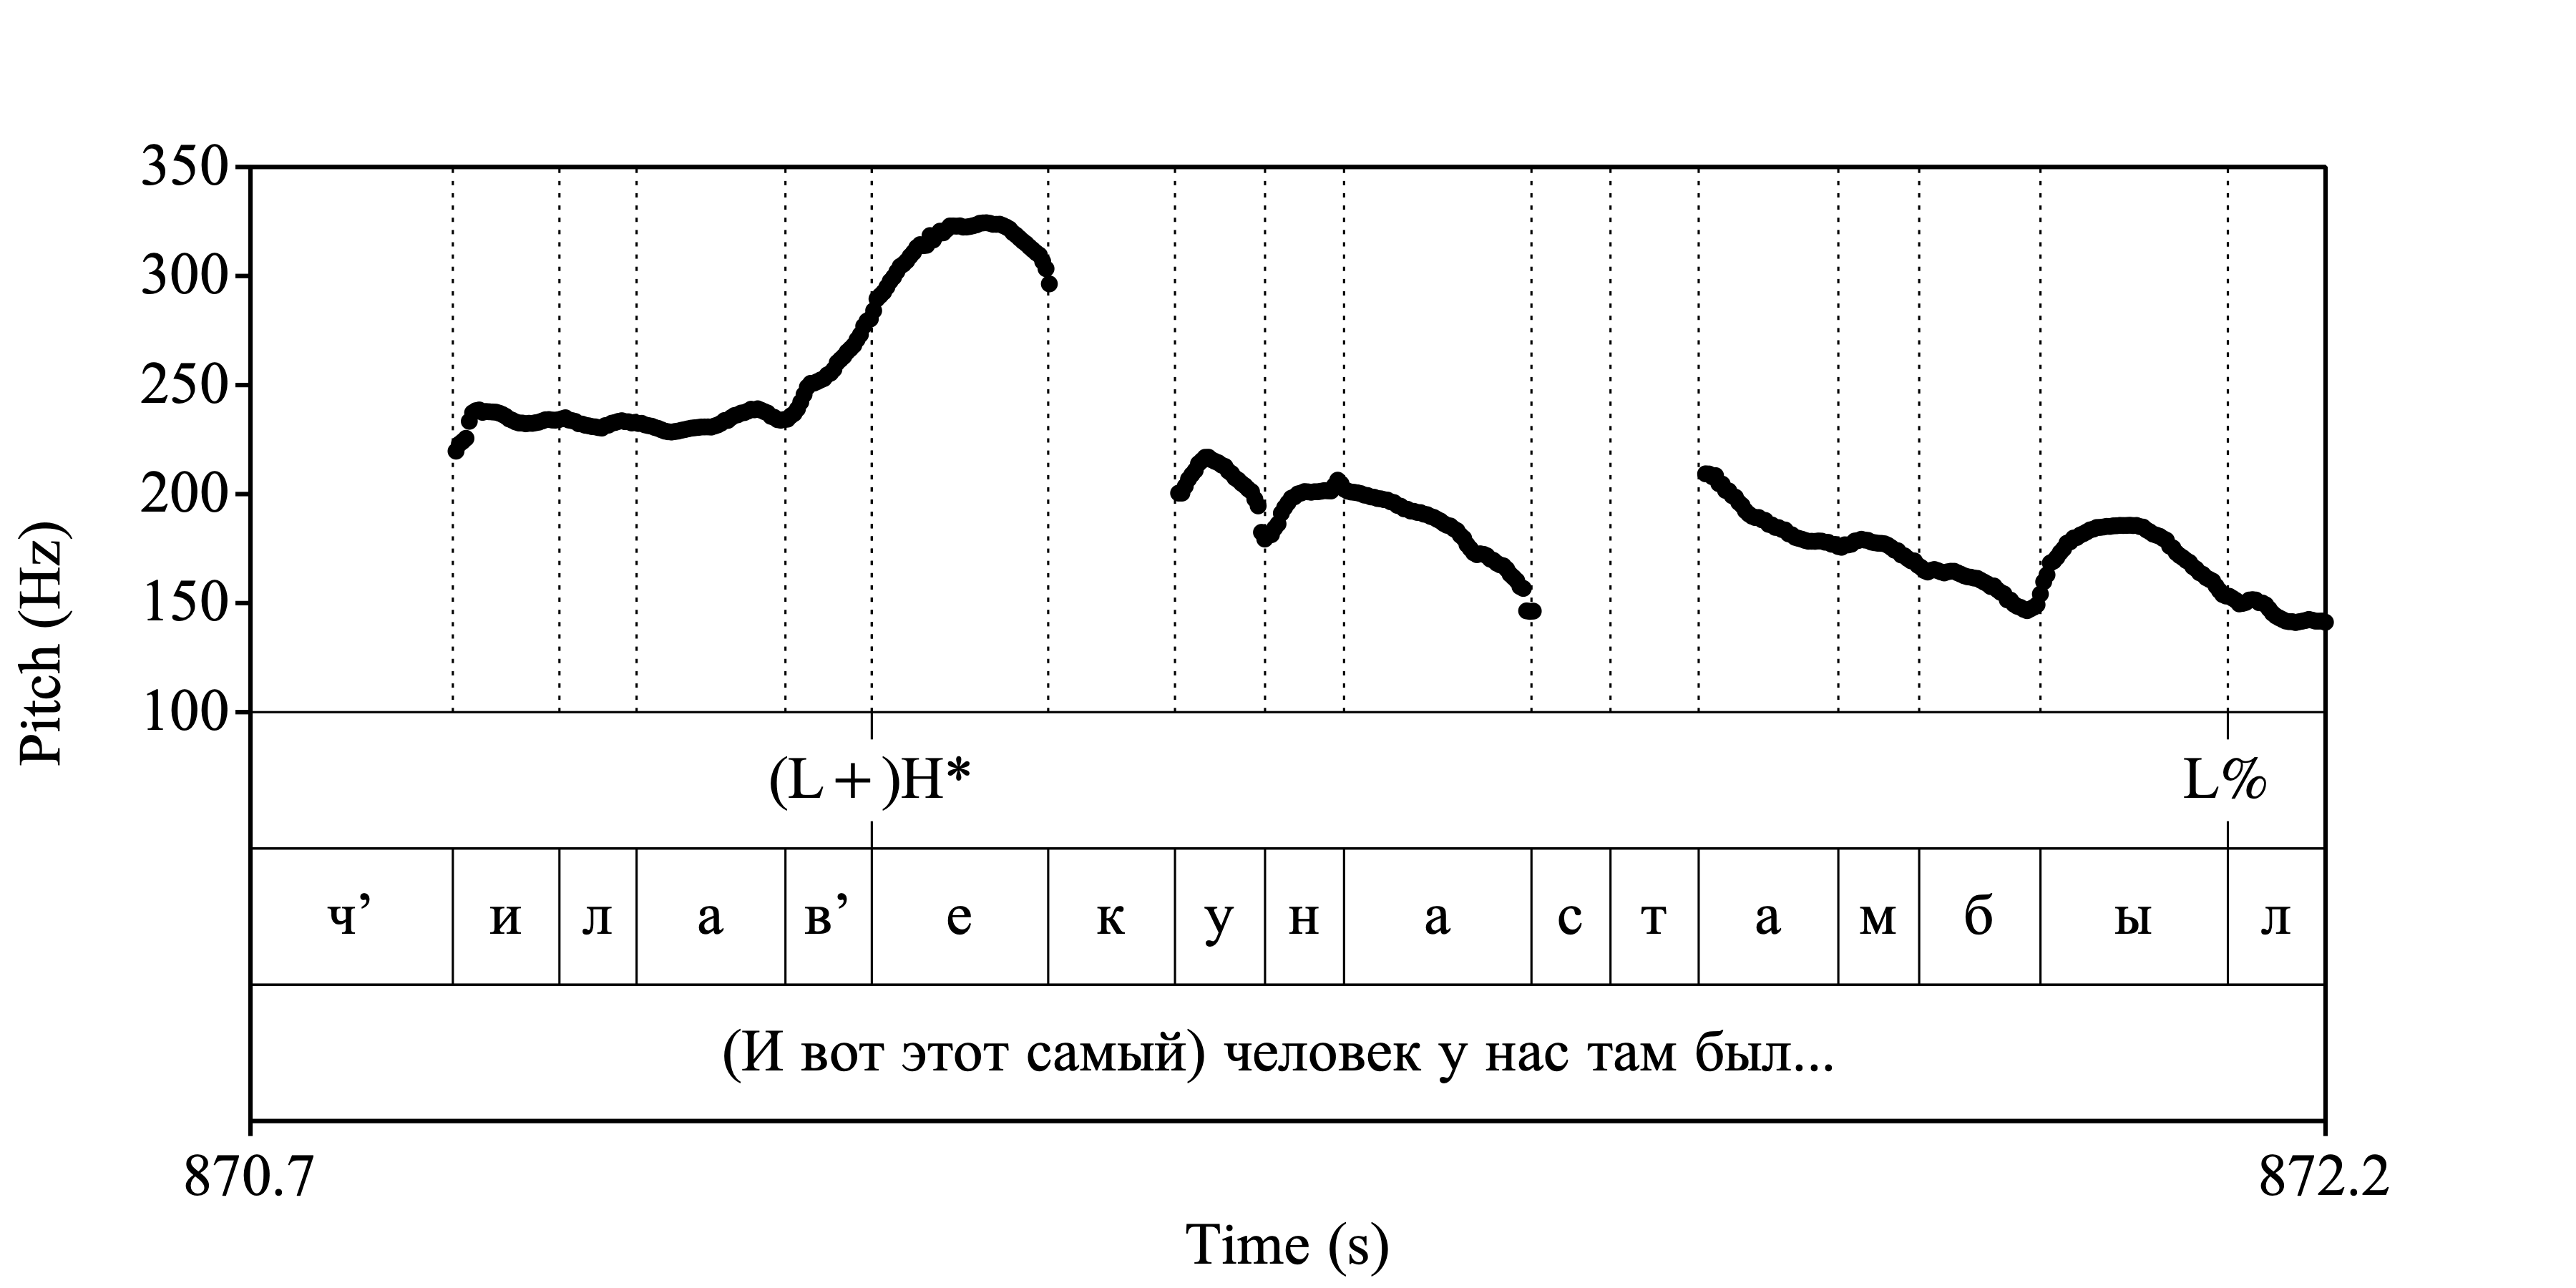 350
300
250
200
150
100
Pitch (Hz)
(L+)H* L%
ч’ и л а в’ е к у н а с т а м б ы л
(И вот этот самый) человек у нас там был...
870.7 872.2
Time (s)